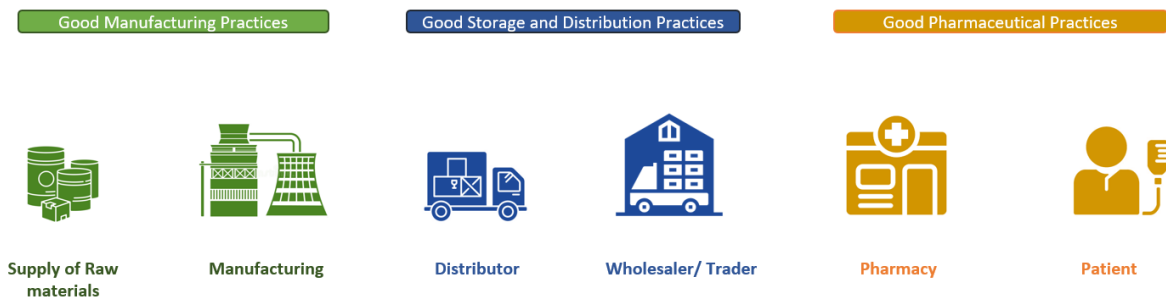 Good Manufacturing Practices
Good Storage and Distribution Practices
Good Pharmaceutical Practices
Supply of Raw
materials
Manufacturing
Distributor
Wholesaler/ Trader
Pharmacy
Patient